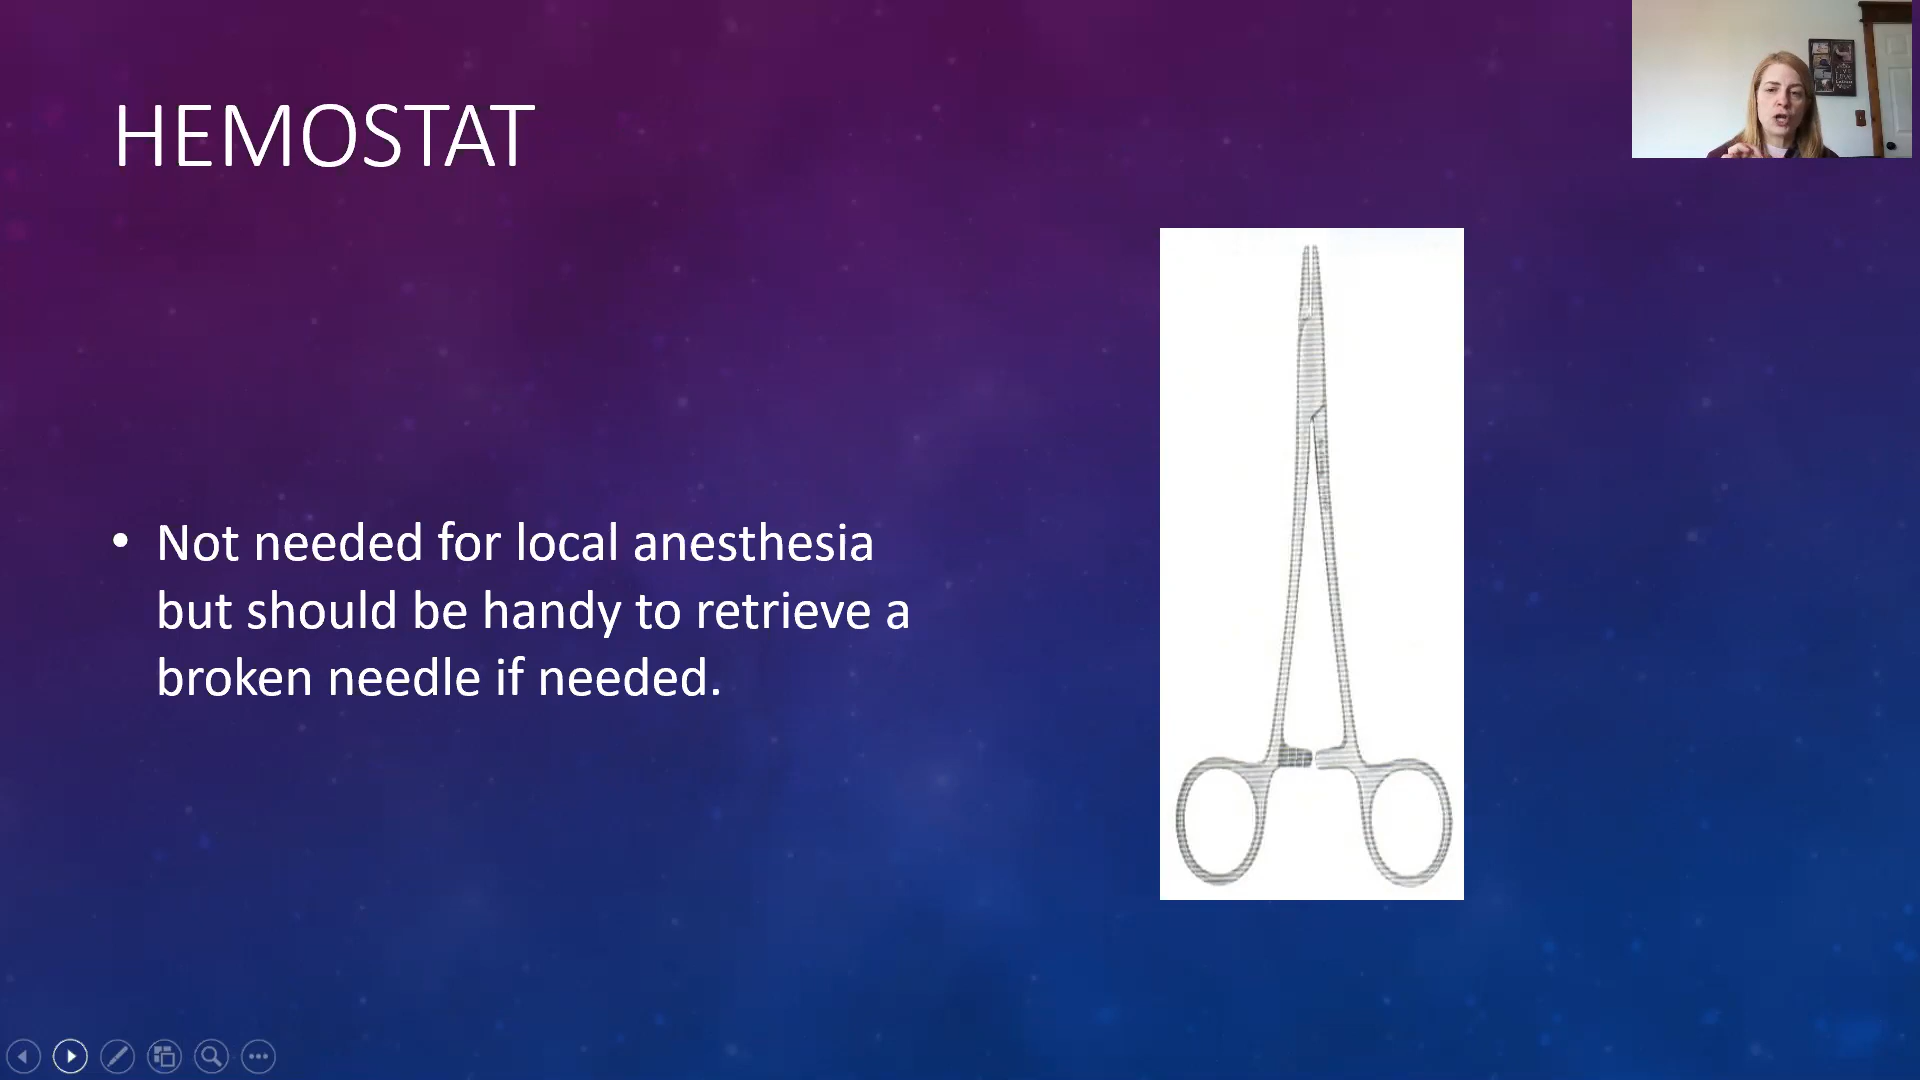 HEMOSTAT
• Not needed for local anesthesia
but should be handy to retrieve a
broken needle if needed.